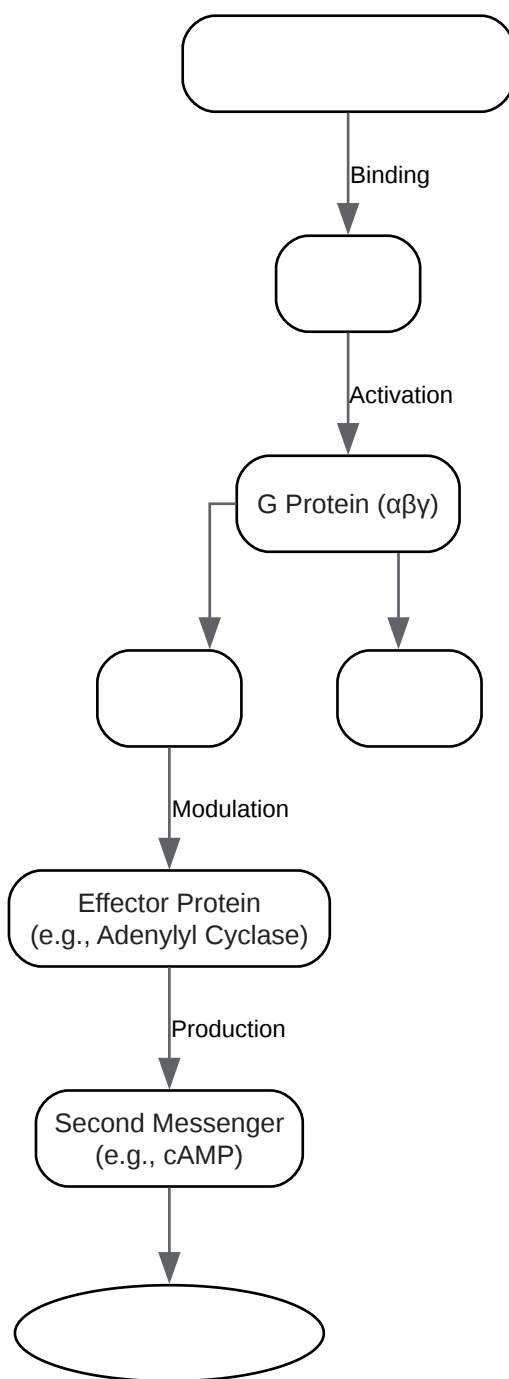 Binding
Activation
G Protein (αβγ)
Modulation
Effector Protein
(e.g., Adenylyl Cyclase)
Production
Second Messenger
(e.g., cAMP)